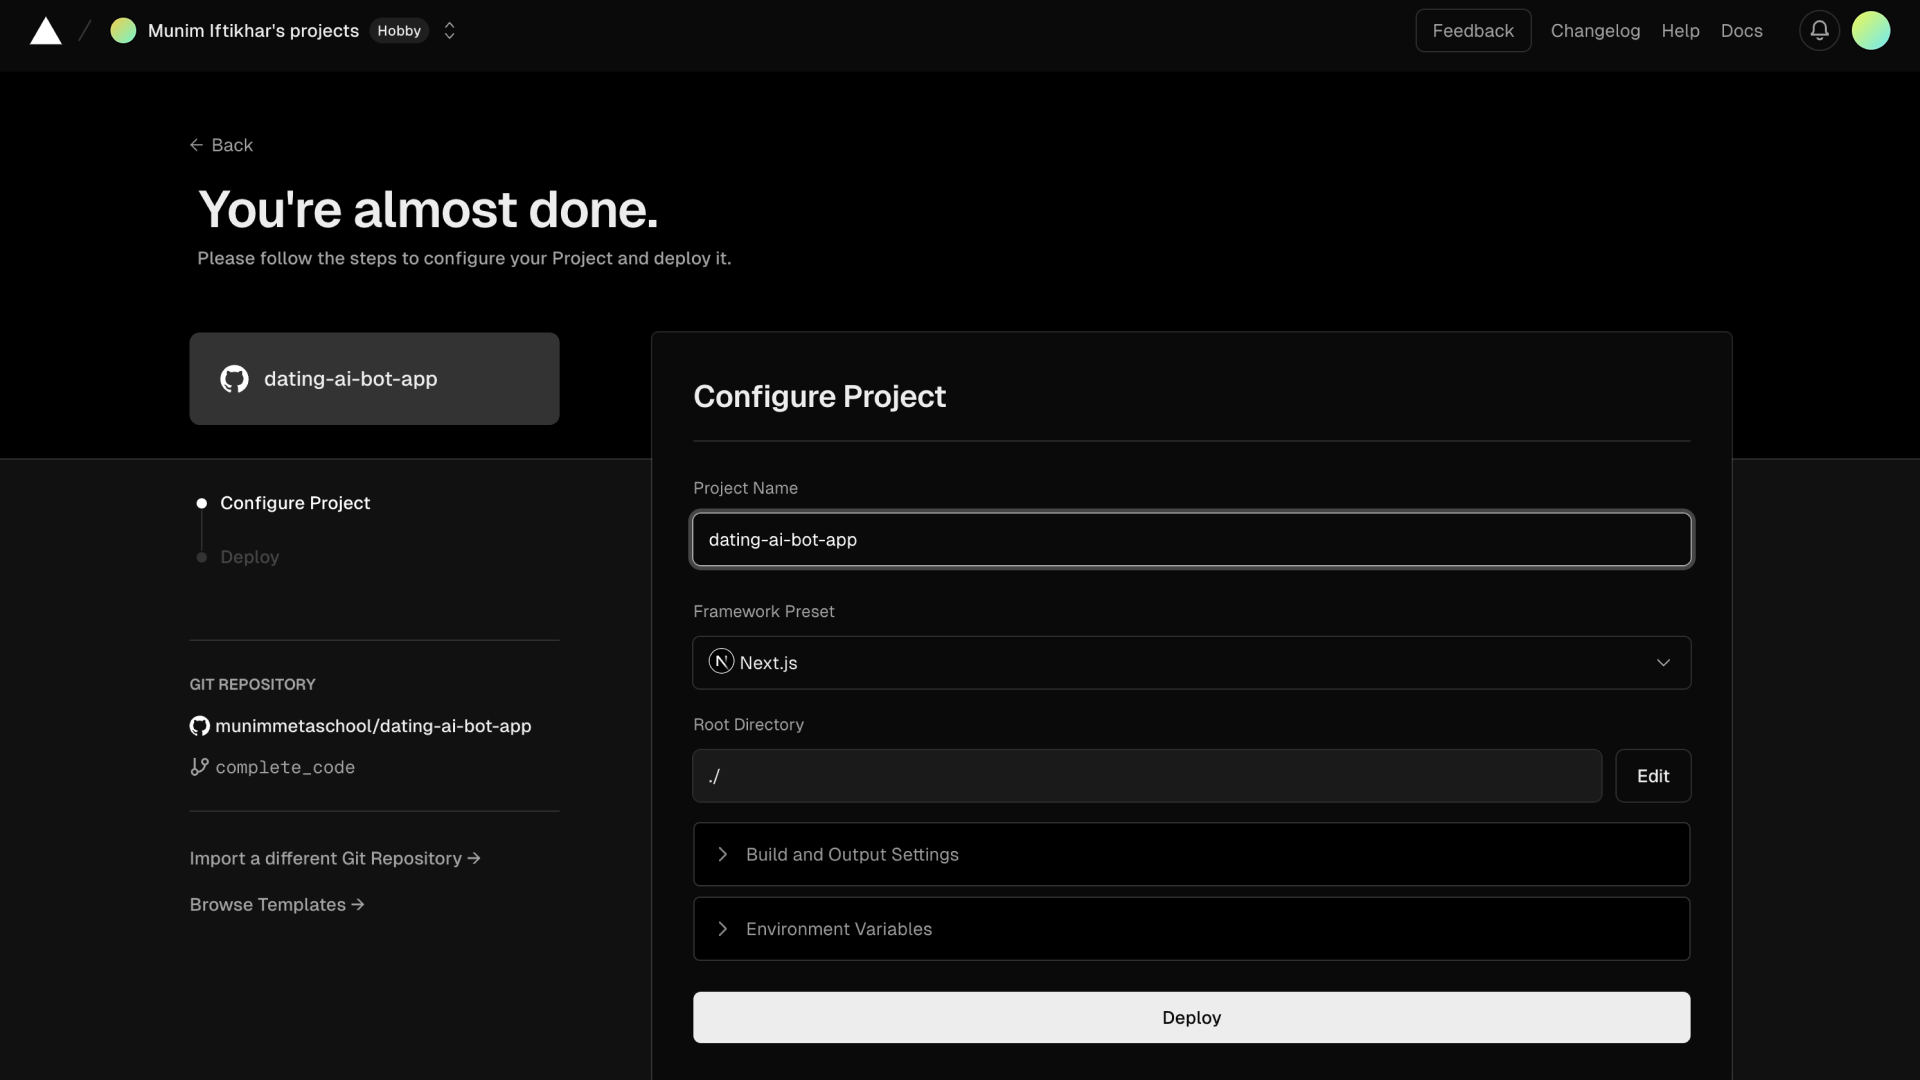 Munim Iftikhar's projects Hobby
Feedback Changelog Help Docs
Back
You're almost done.
Please follow the steps to configure your Project and deploy it.
dating-ai-bot-app
Configure Project
Deploy
GIT REPOSITORY
munimmetaschool/dating-ai-bot-app
complete_code
Import a different Git Repository →
Browse Templates →
Configure Project
Project Name
dating-ai-bot-app
Framework Preset
N Next.js
Root Directory
./
Edit
Build and Output Settings
Environment Variables
Deploy